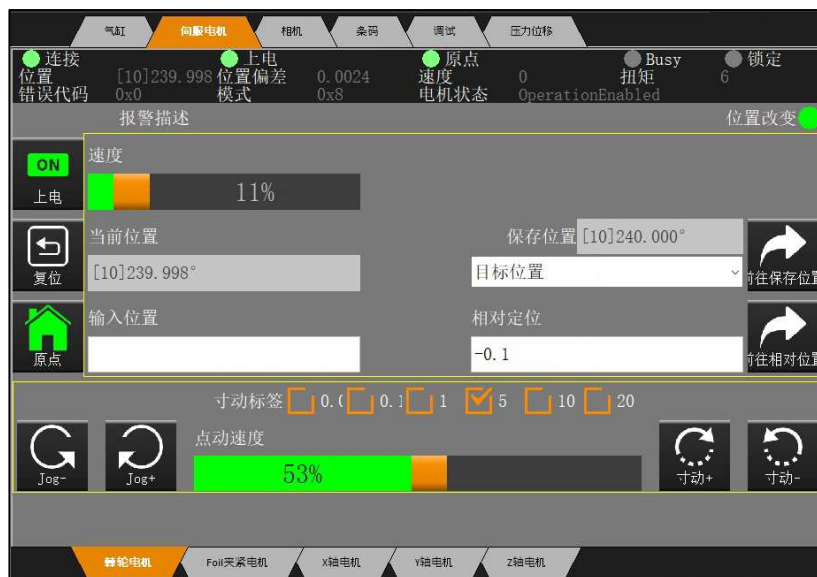 气缸 伺服电机 相机 条码 调试 压力位移
连接 上电 原点 Busy 锁定
位置 [10]239.998 位置偏差 0.0024 速度 0 扭矩 6
错误代码 0x0 模式 0x8 电机状态 OperationEnabled
报警描述 位置改变
ON
上电
速度
11%
复位
当前位置 保存位置 [10]240.000°
[10]239.998° 目标位置
前往保存位置
原点
输入位置 相对定位
-0.1
前往相对位置
寸动标签 0.0 0.1 1 5 10 20
点动速度
Jog- Jog+ 53% 寸动+ 寸动-
棘轮电机 Foil夹紧电机 X轴电机 Y轴电机 Z轴电机